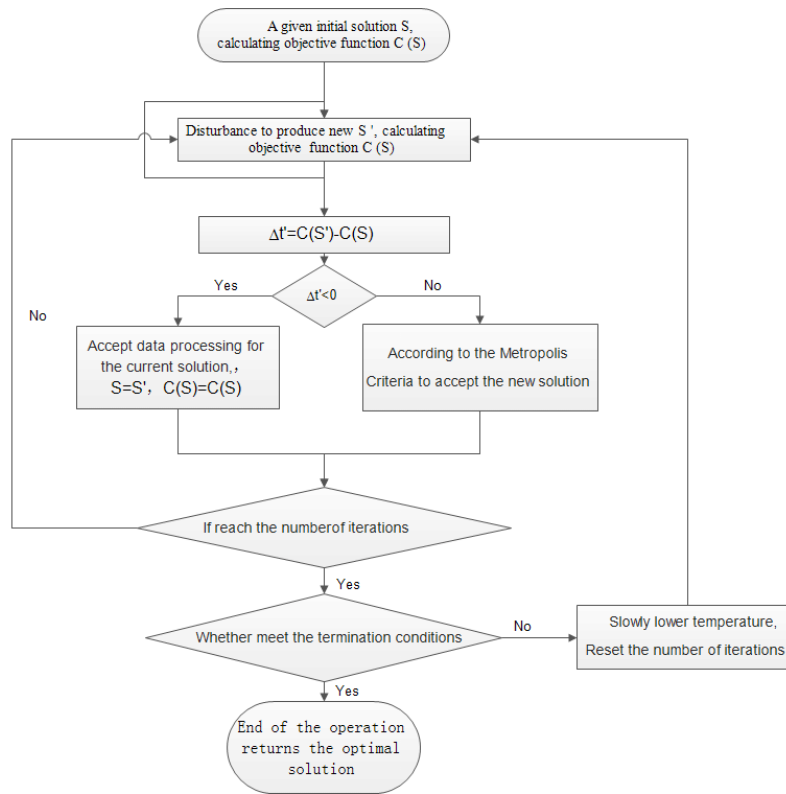 A given initial solution S,
calculating objective function C (S)
Disturbance to produce new S ', calculating
objective function C (S)
Δt'=C(S')-C(S)
Yes
Δt'<0
No
No
Accept data processing for
the current solution,，
S=S'，C(S)=C(S)
According to the Metropolis
Criteria to accept the new solution
If reach the numberof iterations
Yes
Whether meet the termination conditions
No
Slowly lower temperature,
Reset the number of iterations
Yes
End of the operation
returns the optimal
solution